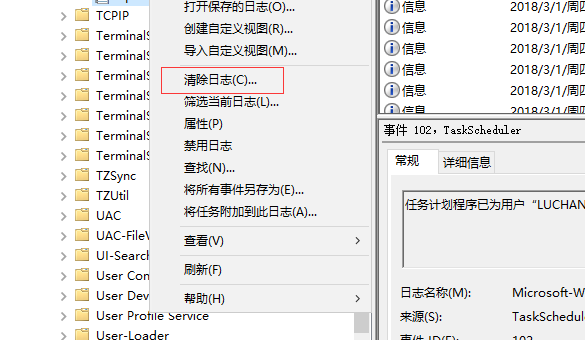 TCPIP
TerminalS
TerminalS
TerminalS
TerminalS
TerminalS
TerminalS
TerminalS
TZSync
TZUtil
UAC
UAC-FileV
UI-Search
User Con
User Dev
User Profile Service
User-Loader
打开保存的日志(O)...
创建自定义视图(R)...
导入自定义视图(M)...
清除日志(C)...
筛选当前日志(L)...
属性(P)
禁用日志
查找(N)...
将所有事件另存为(E)...
将任务附加到此日志(A)...
查看(V)
刷新(F)
帮助(H)
信息 2018/3/1/周四
信息 2018/3/1/周四
信息 2018/3/1/周四
信息 2018/3/1/周四
信息 2018/3/1/周四
信息 2018/3/1/周四
事件 102，TaskScheduler
常规 详细信息
任务计划程序已为用户“LUCHAN
日志名称(M): Microsoft-W
来源(S): TaskSchedule
事件 ID(E): 102